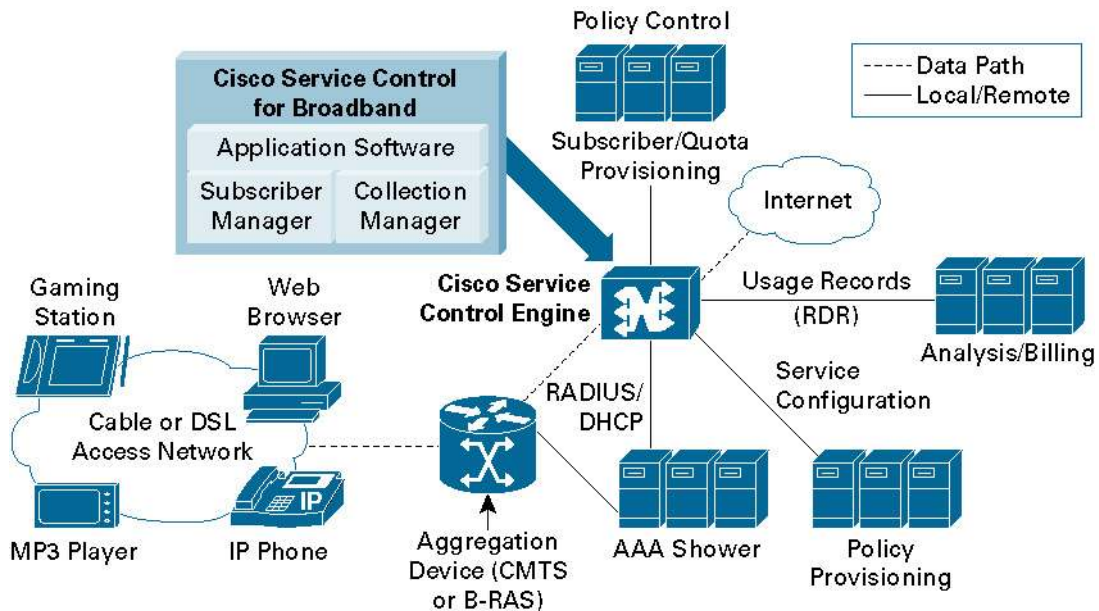 Policy Control
Cisco Service Control
for Broadband
Application Software
Subscriber
Manager
Collection
Manager
Data Path
Local/Remote
Subscriber/Quota
Provisioning
Internet
Cisco Service
Control Engine
Usage Records
(RDR)
Analysis/Billing
Gaming
Station
Web
Browser
Cable or DSL
Access Network
RADIUS/
DHCP
Service
Configuration
IP
MP3 Player
IP Phone
Aggregation
Device (CMTS
or B-RAS)
AAA Shower
Policy
Provisioning